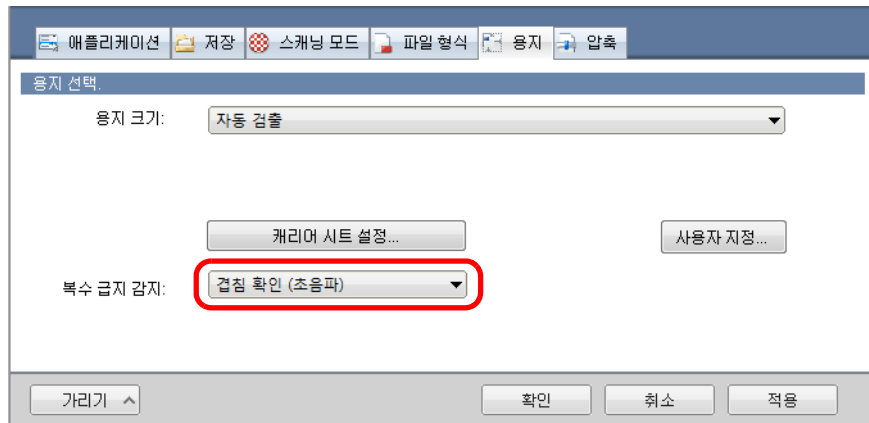 애플리케이션 저장 스캐닝 모드 파일 형식 용지 압축
용지 선택.
용지 크기: 자동 검출
캐리어 시트 설정... 사용자 지정...
복수 급지 감지: 겹침 확인 (초음파)
가리기 확인 취소 적용